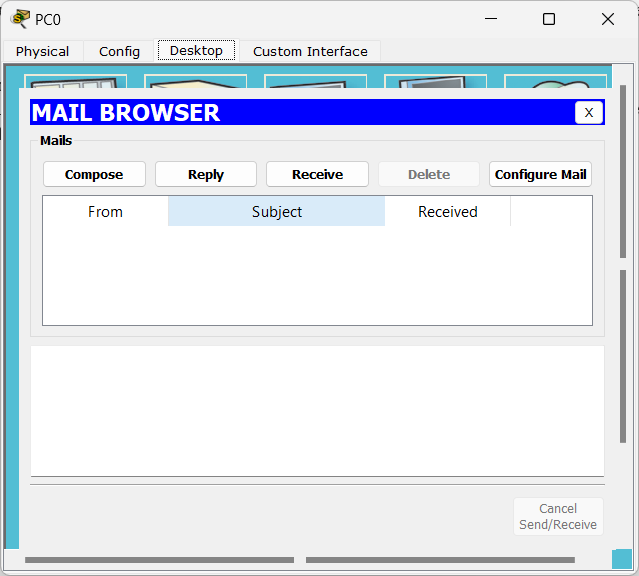 PC0
Physical Config Desktop Custom Interface
MAIL BROWSER X
Mails
Compose Reply Receive Delete Configure Mail
From Subject Received
Cancel
Send/Receive